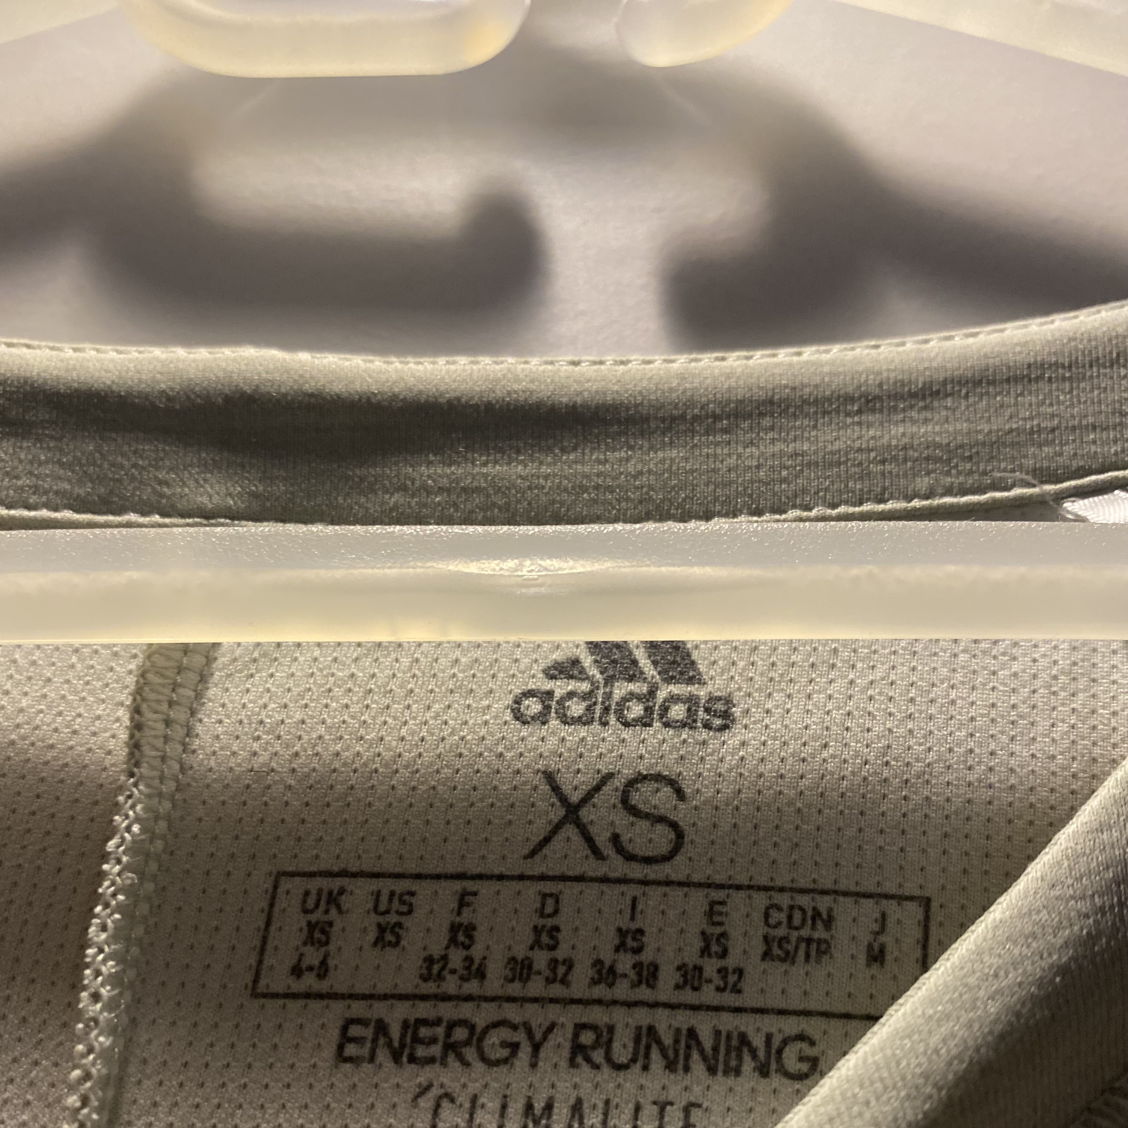 adidas
XS
UK US F D I E CDN J
XS XS XS XS XS XS XS/TP M
4-6 32-34 30-32 36-38 30-32
ENERGY RUNNING
CLIMALITE